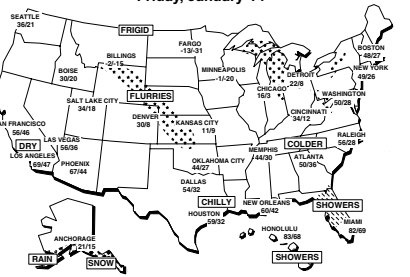 SEATTLE
36/21
FRIGID
FARGO
-13/-31
BILLINGS
-2/-15
BOISE
30/20
MINNEAPOLIS
-1/-20
BOSTON
48/27
NEW YORK
49/26
DETROIT
22/8
CHICAGO
16/3
WASHINGTON
50/28
FLURRIES
SALT LAKE CITY
34/18
DENVER
30/8
KANSAS CITY
11/9
CINCINNATI
34/12
AN FRANCISCO
56/46
LAS VEGAS
56/36
DRY
LOS ANGELES
69/47
PHOENIX
67/44
RALEIGH
56/28
COLDER
MEMPHIS
44/30
ATLANTA
50/36
OKLAHOMA CITY
44/27
DALLAS
54/32
CHILLY
HOUSTON
59/32
NEW ORLEANS
60/42
SHOWERS
MIAMI
82/69
HONOLULU
83/68
SHOWERS
ANCHORAGE
21/15
RAIN
SNOW